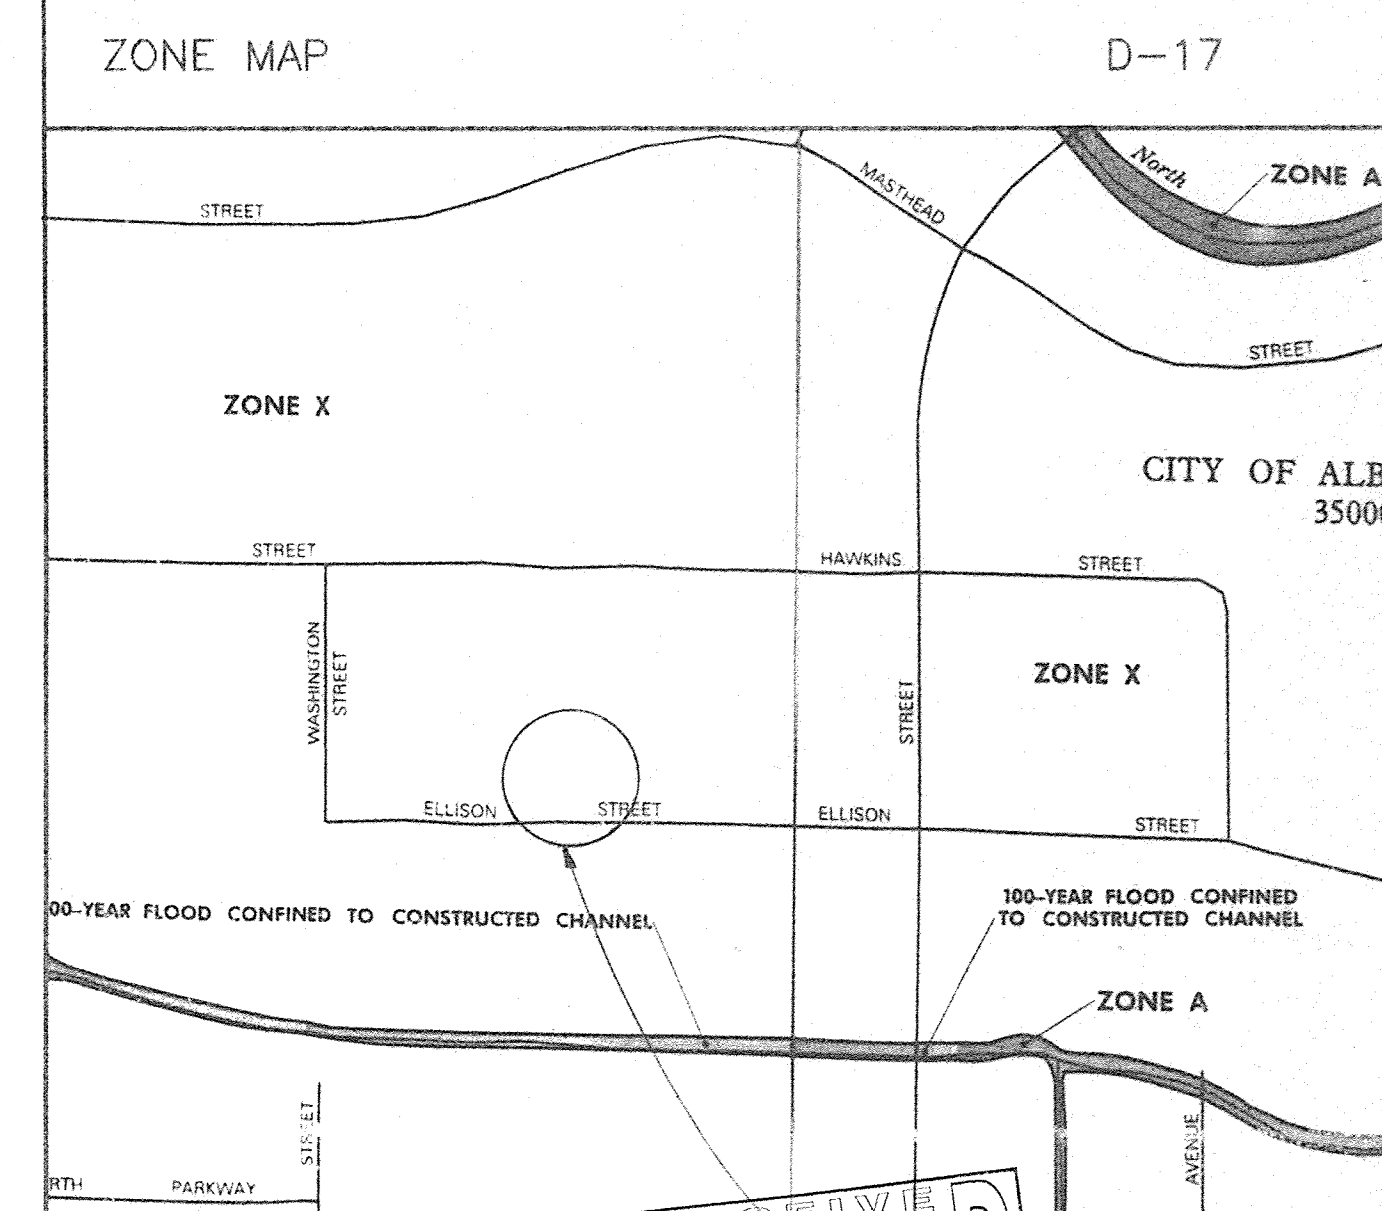 ZONE MAP
D-17
North
ZONE A
MASTHEAD
STREET
STREET
ZONE X
CITY OF ALB
3500
STREET
HAWKINS
STREET
WASHINGTON
STREET
ZONE X
STREET
ELLISON
STREET
ELLISON
STREET
00-YEAR FLOOD CONFINED TO CONSTRUCTED CHANNEL
100-YEAR FLOOD CONFINED
TO CONSTRUCTED CHANNEL
ZONE A
STREET
AVENUE
RTH
PARKWAY